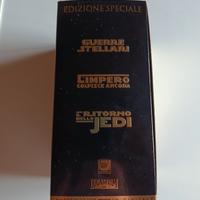 EDIZIONE SPECIALE
GUERRE
STELLARI
L'IMPERO
COLPISCE ANCORA
IL RITORNO
DELLO
JEDI